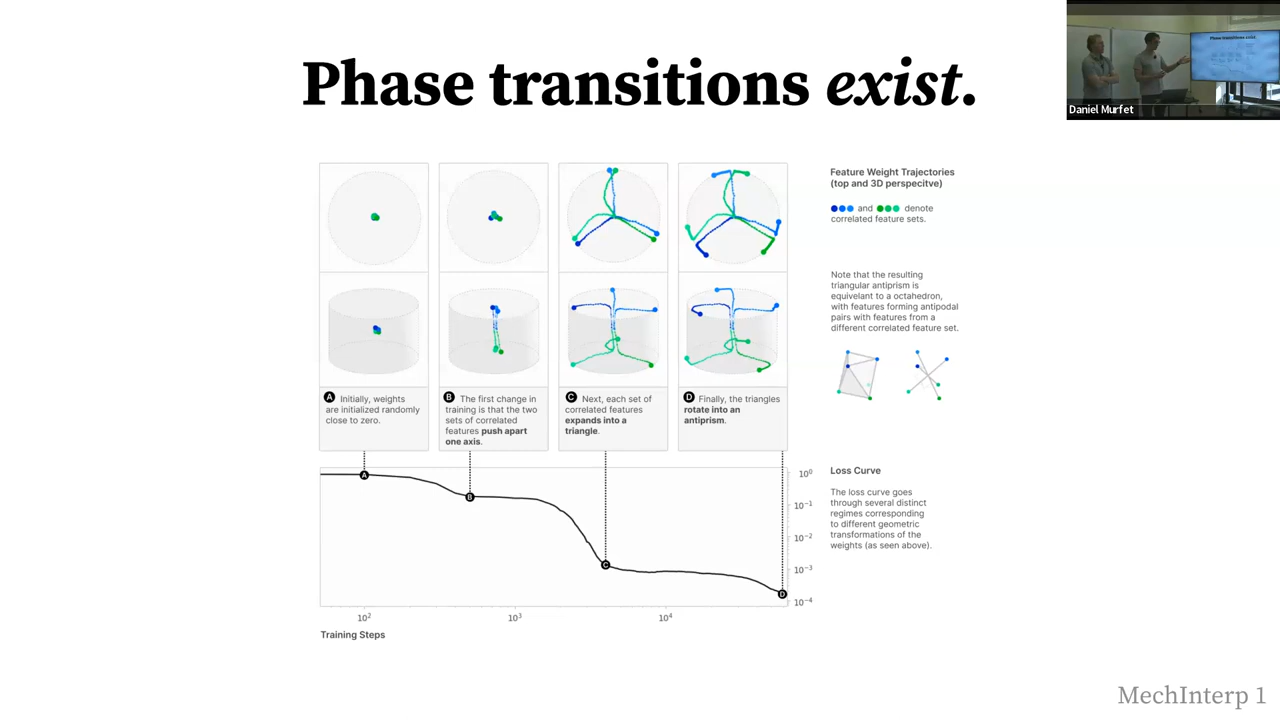 Phase transitions exist.
Daniel Murfet
Phase transitions exist.
Feature Weight Trajectories
(top and 3D perspecitve)
and denote
correlated feature sets.
Note that the resulting
triangular antiprism is
equivelant to a octahedron,
with features forming antipodal
pairs with features from a
different correlated feature set.
A Initially, weights
are initialized randomly
close to zero.
B The first change in
training is that the two
sets of correlated
features push apart
one axis.
C Next, each set of
correlated features
expands into a
triangle.
D Finally, the triangles
rotate into an
antiprism.
A
B
C
D
10⁰
10⁻¹
10⁻²
10⁻³
10⁻⁴
10² 10³ 10⁴
Training Steps
Loss Curve
The loss curve goes
through several distinct
regimes corresponding
to different geometric
transformations of the
weights (as seen above).
MechInterp 1